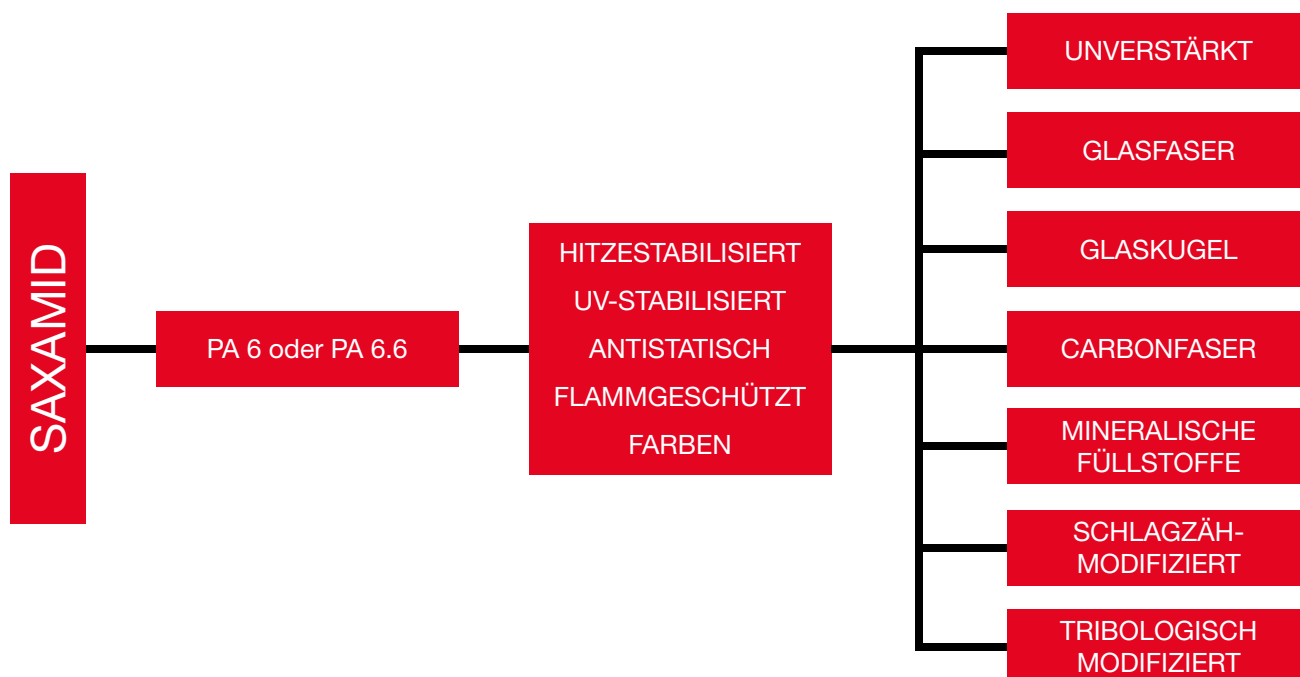 SAXAMID
PA 6 oder PA 6.6
HITZESTABILISIERT
UV-STABILISIERT
ANTISTATISCH
FLAMMGESCHÜTZT
FARBEN
UNVERSTÄRKT
GLASFASER
GLASKUGEL
CARBONFASER
MINERALISCHE
FÜLLSTOFFE
SCHLAGZÄH-
MODIFIZIERT
TRIBOLOGISCH
MODIFIZIERT